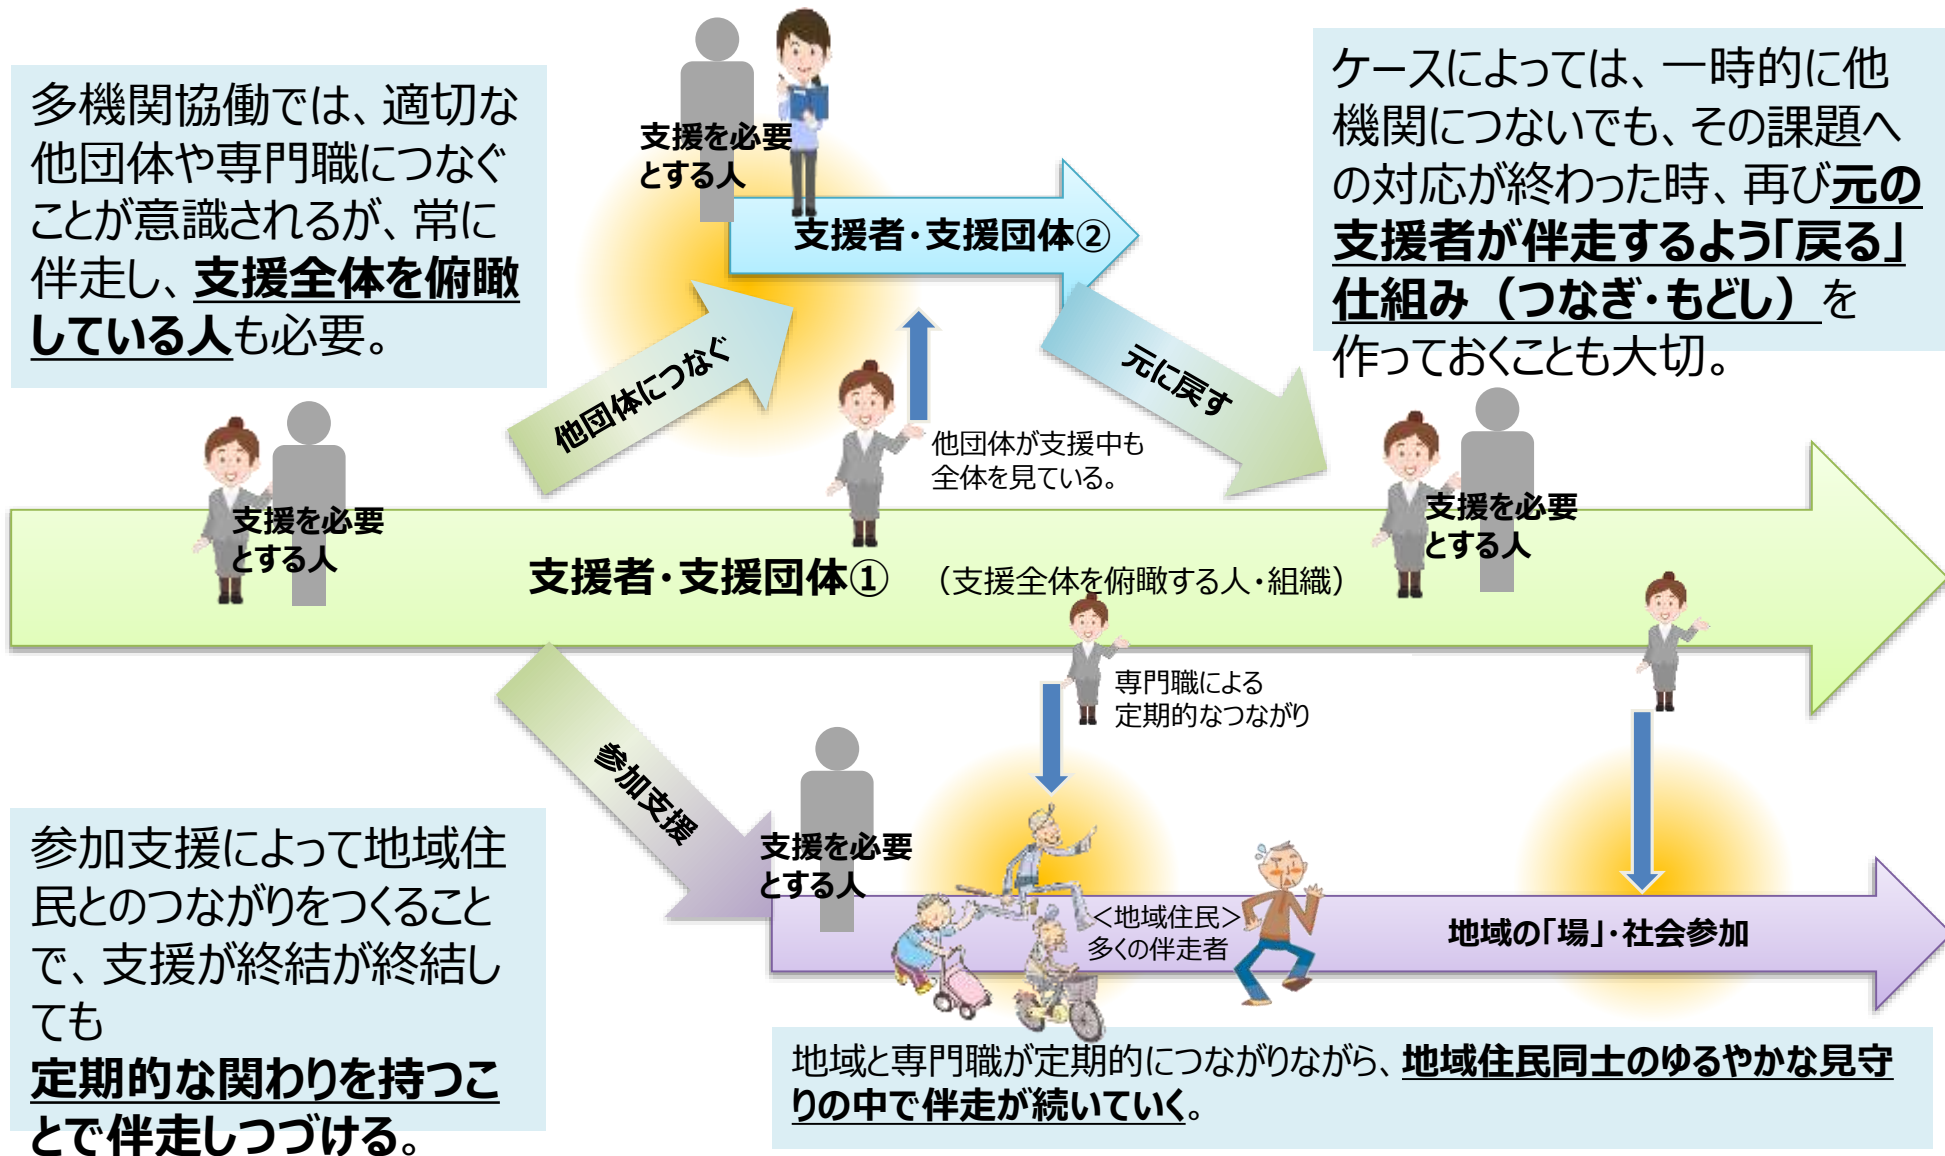 多機関協働では、適切な
他団体や専門職につなぐ
ことが意識されるが、常に
伴走し、支援全体を俯瞰
している人も必要。
支援を必要
とする人
支援者・支援団体②
ケースによっては、一時的に他
機関につないでも、その課題へ
の対応が終わった時、再び元の
支援者が伴走するよう「戻る」
仕組み（つなぎ・もどし）を
作っておくことも大切。
他団体につなぐ
元に戻す
他団体が支援中も
全体を見ている。
支援を必要
とする人
支援を必要
とする人
支援者・支援団体①　（支援全体を俯瞰する人・組織）
専門職による
定期的なつながり
参加支援
支援を必要
とする人
＜地域住民＞
多くの伴走者
地域の「場」・社会参加
参加支援によって地域住
民とのつながりをつくること
で、支援が終結が終結し
ても
定期的な関わりを持つこ
とで伴走しつづける。
地域と専門職が定期的につながりながら、地域住民同士のゆるやかな見守
りの中で伴走が続いていく。